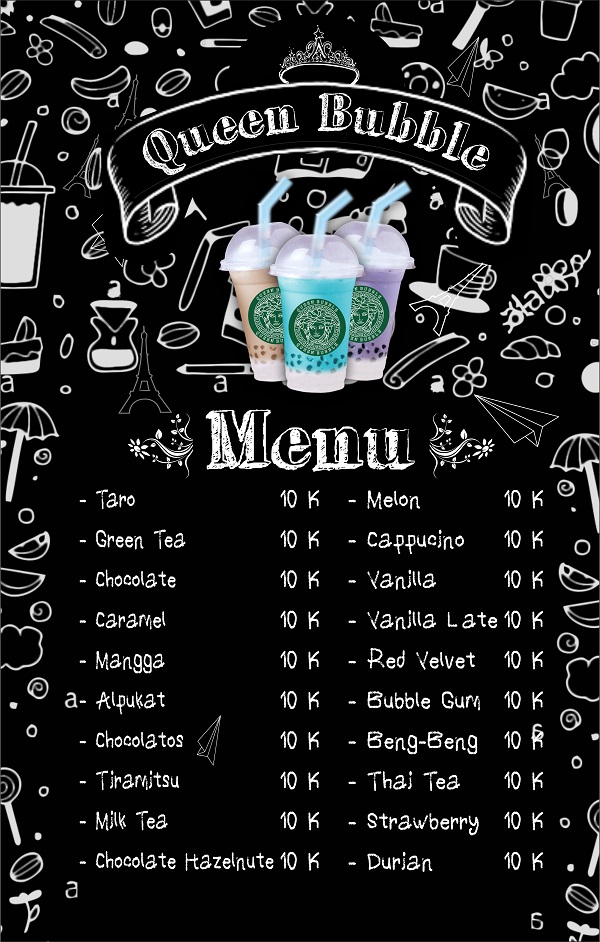 Queen Bubble
QUEEN BUBBLE
Menu
- Taro 10 K
- Green Tea 10 K
- Chocolate 10 K
- Caramel 10 K
- Mangga 10 K
- Alpukat 10 K
- Chocolatos 10 K
- Tiramitsu 10 K
- Milk Tea 10 K
- Chocolate Hazelnute 10 K
- Melon 10 K
- Cappucino 10 K
- Vanilla 10 K
- Vanilla Late 10 K
- Red Velvet 10 K
- Bubble Gum 10 K
- Beng-Beng 10 K
- Thai Tea 10 K
- Strawberry 10 K
- Durian 10 K